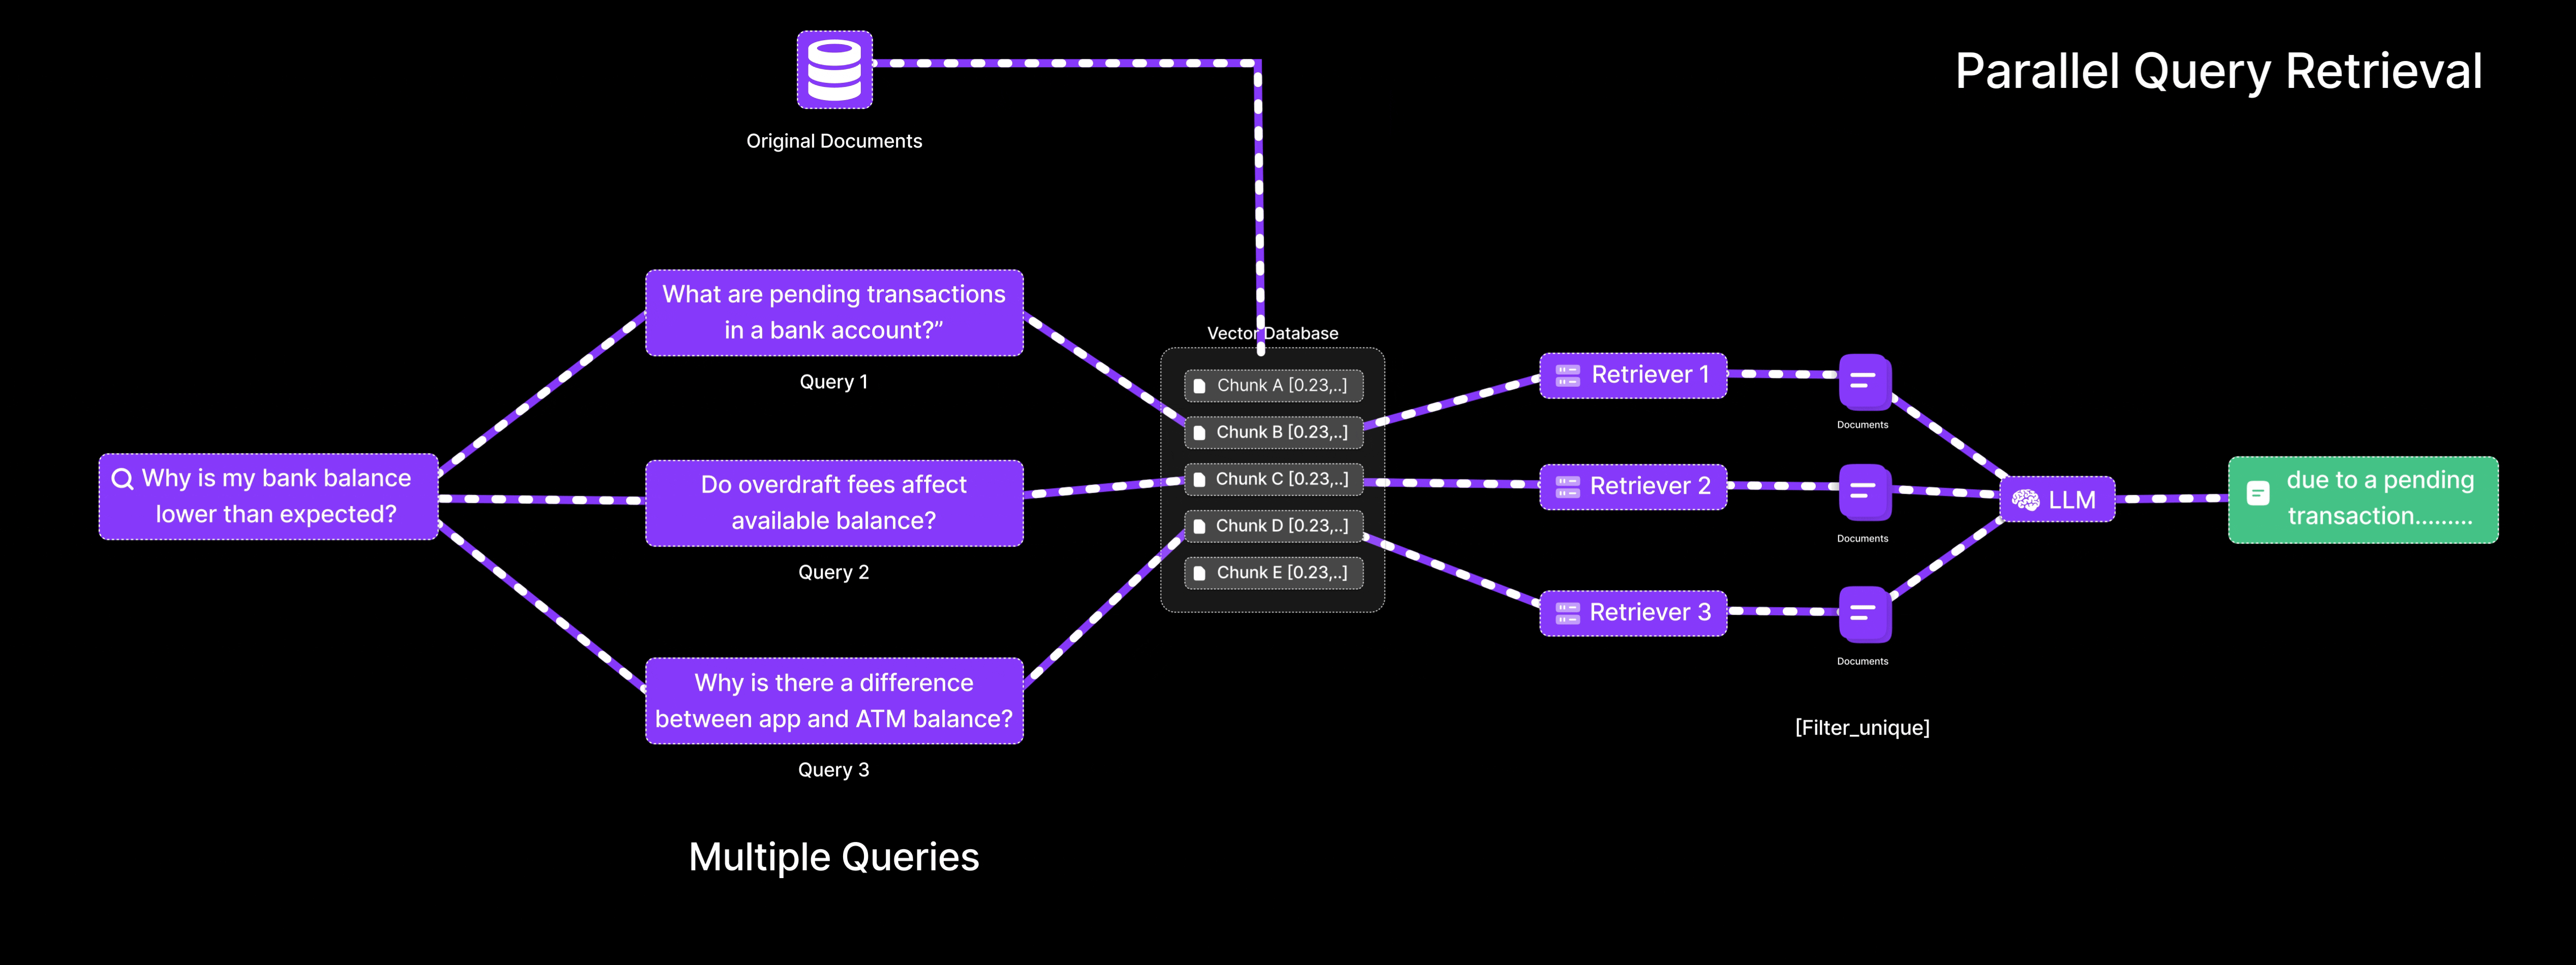 Parallel Query Retrieval
Original Documents
Why is my bank balance
lower than expected?
What are pending transactions
in a bank account?”
Query 1
Do overdraft fees affect
available balance?
Query 2
Why is there a difference
between app and ATM balance?
Query 3
Multiple Queries
Vector Database
Chunk A [0.23,..]
Chunk B [0.23,..]
Chunk C [0.23,..]
Chunk D [0.23,..]
Chunk E [0.23,..]
Retriever 1
Documents
Retriever 2
Documents
Retriever 3
Documents
[Filter_unique]
LLM
due to a pending
transaction.........